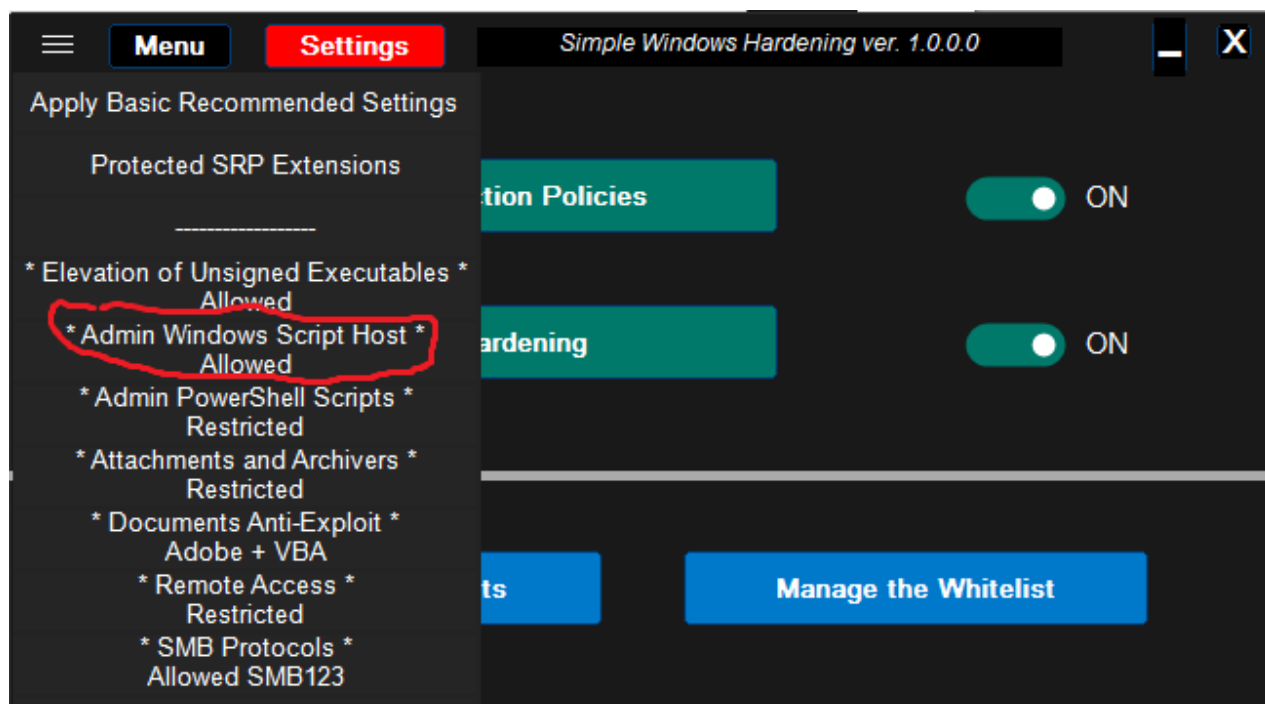 Menu
Settings
Simple Windows Hardening ver. 1.0.0.0
X
Apply Basic Recommended Settings
Protected SRP Extensions
------------------
* Elevation of Unsigned Executables *
Allowed
* Admin Windows Script Host *
Allowed
* Admin PowerShell Scripts *
Restricted
* Attachments and Archivers *
Restricted
* Documents Anti-Exploit *
Adobe + VBA
* Remote Access *
Restricted
* SMB Protocols *
Allowed SMB123
tion Policies
ON
ardening
ON
ts
Manage the Whitelist